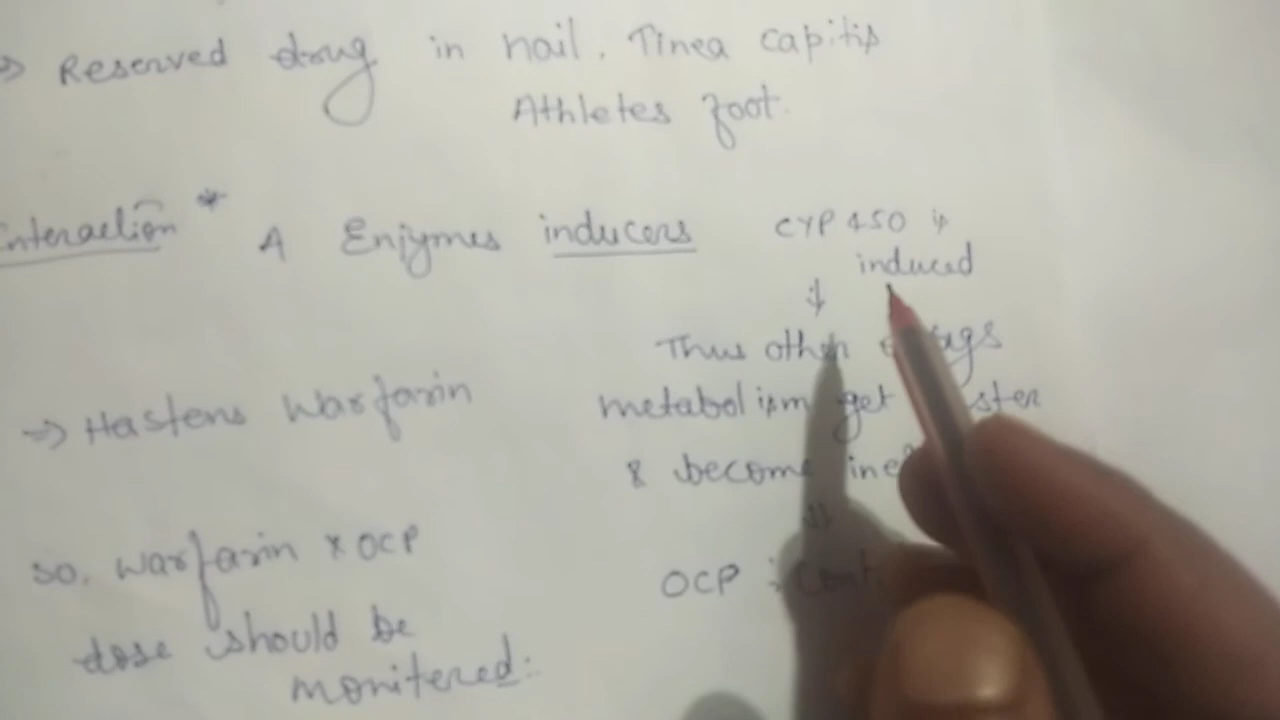 ⇒ Reserved drug in nail. Tinea capitis
Athletes foot.
Interaction * A Enzymes inducers CYP 450 is
induced
↓
Thus other
metabolism get
⇒ Hastens Warfarin
& become
↓
so, warfarin & OCP
OCP :
dose should be
monitered: